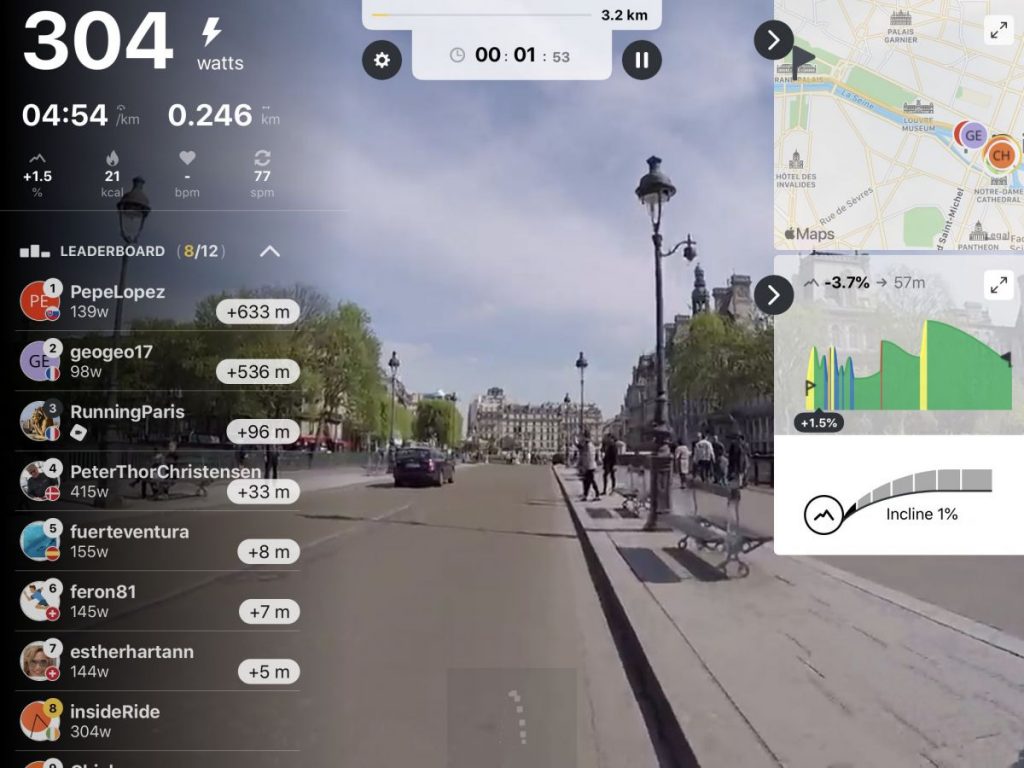 304 watts
04:54 /km 0.246 km
+1.5 21 - 77
% kcal bpm spm
LEADERBOARD (8/12)
PE 1 PepeLopez
139w +633 m
GE 2 geogeo17
98w +536 m
3 RunningParis
+96 m
4 PeterThorChristensen
415w +33 m
5 fuerteventura
155w +8 m
6 feron81
145w +7 m
7 estherhartann
144w +5 m
8 insideRide
304w
3.2 km
00 : 01 : 53
PALAIS
GARNIER
La Seine
LOUVRE
MUSEUM
GE
CH
HÔTEL DES
INVALIDES
Rue de Sèvres
NOTRE-DAME
CATHEDRAL
Saint-Michel
Maps
Legal
PANTHEON
-3.7% → 57m
+1.5%
Incline 1%